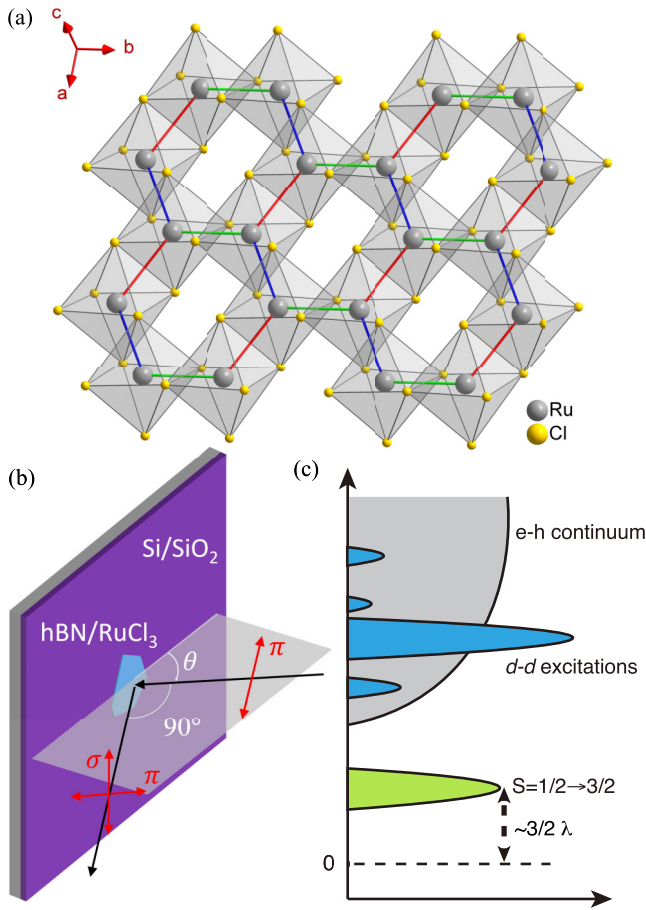 (a)
c
b
a
Ru
Cl
(b)
Si/SiO₂
hBN/RuCl₃
θ
π
90°
σ
π
(c)
e-h continuum
d-d excitations
S=1/2→3/2
~3/2 λ
0